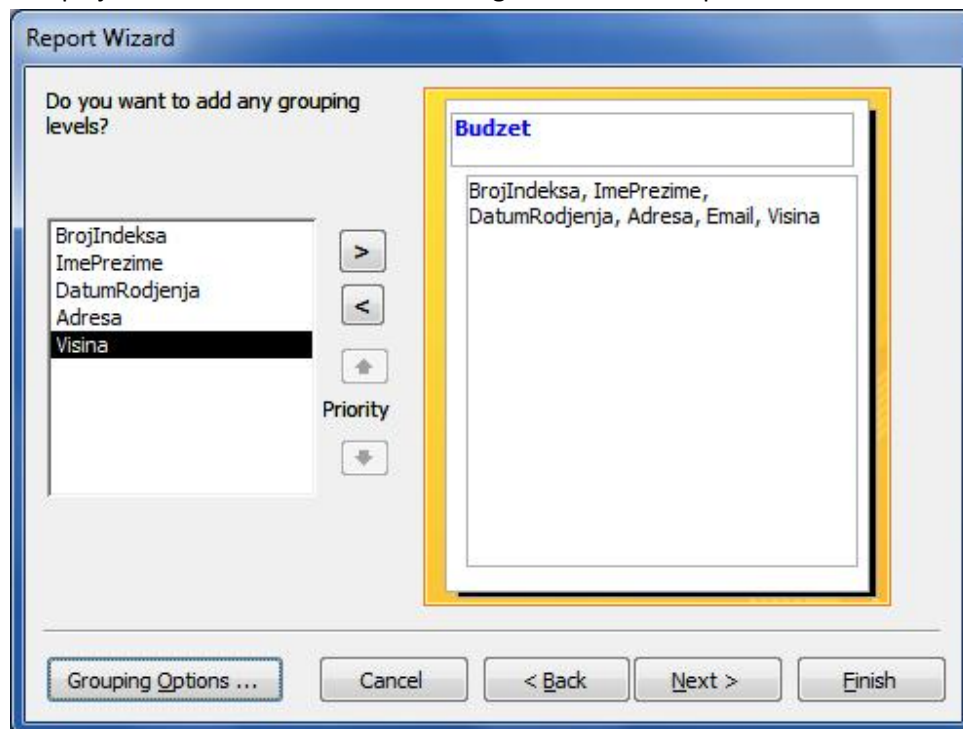 Report Wizard
Do you want to add any grouping
levels?
BrojIndeksa
ImePrezime
DatumRodjenja
Adresa
Visina
>
<
Priority
Budzet
BrojIndeksa, ImePrezime,
DatumRodjenja, Adresa, Email, Visina
Grouping Options ...
Cancel
< Back
Next >
Finish